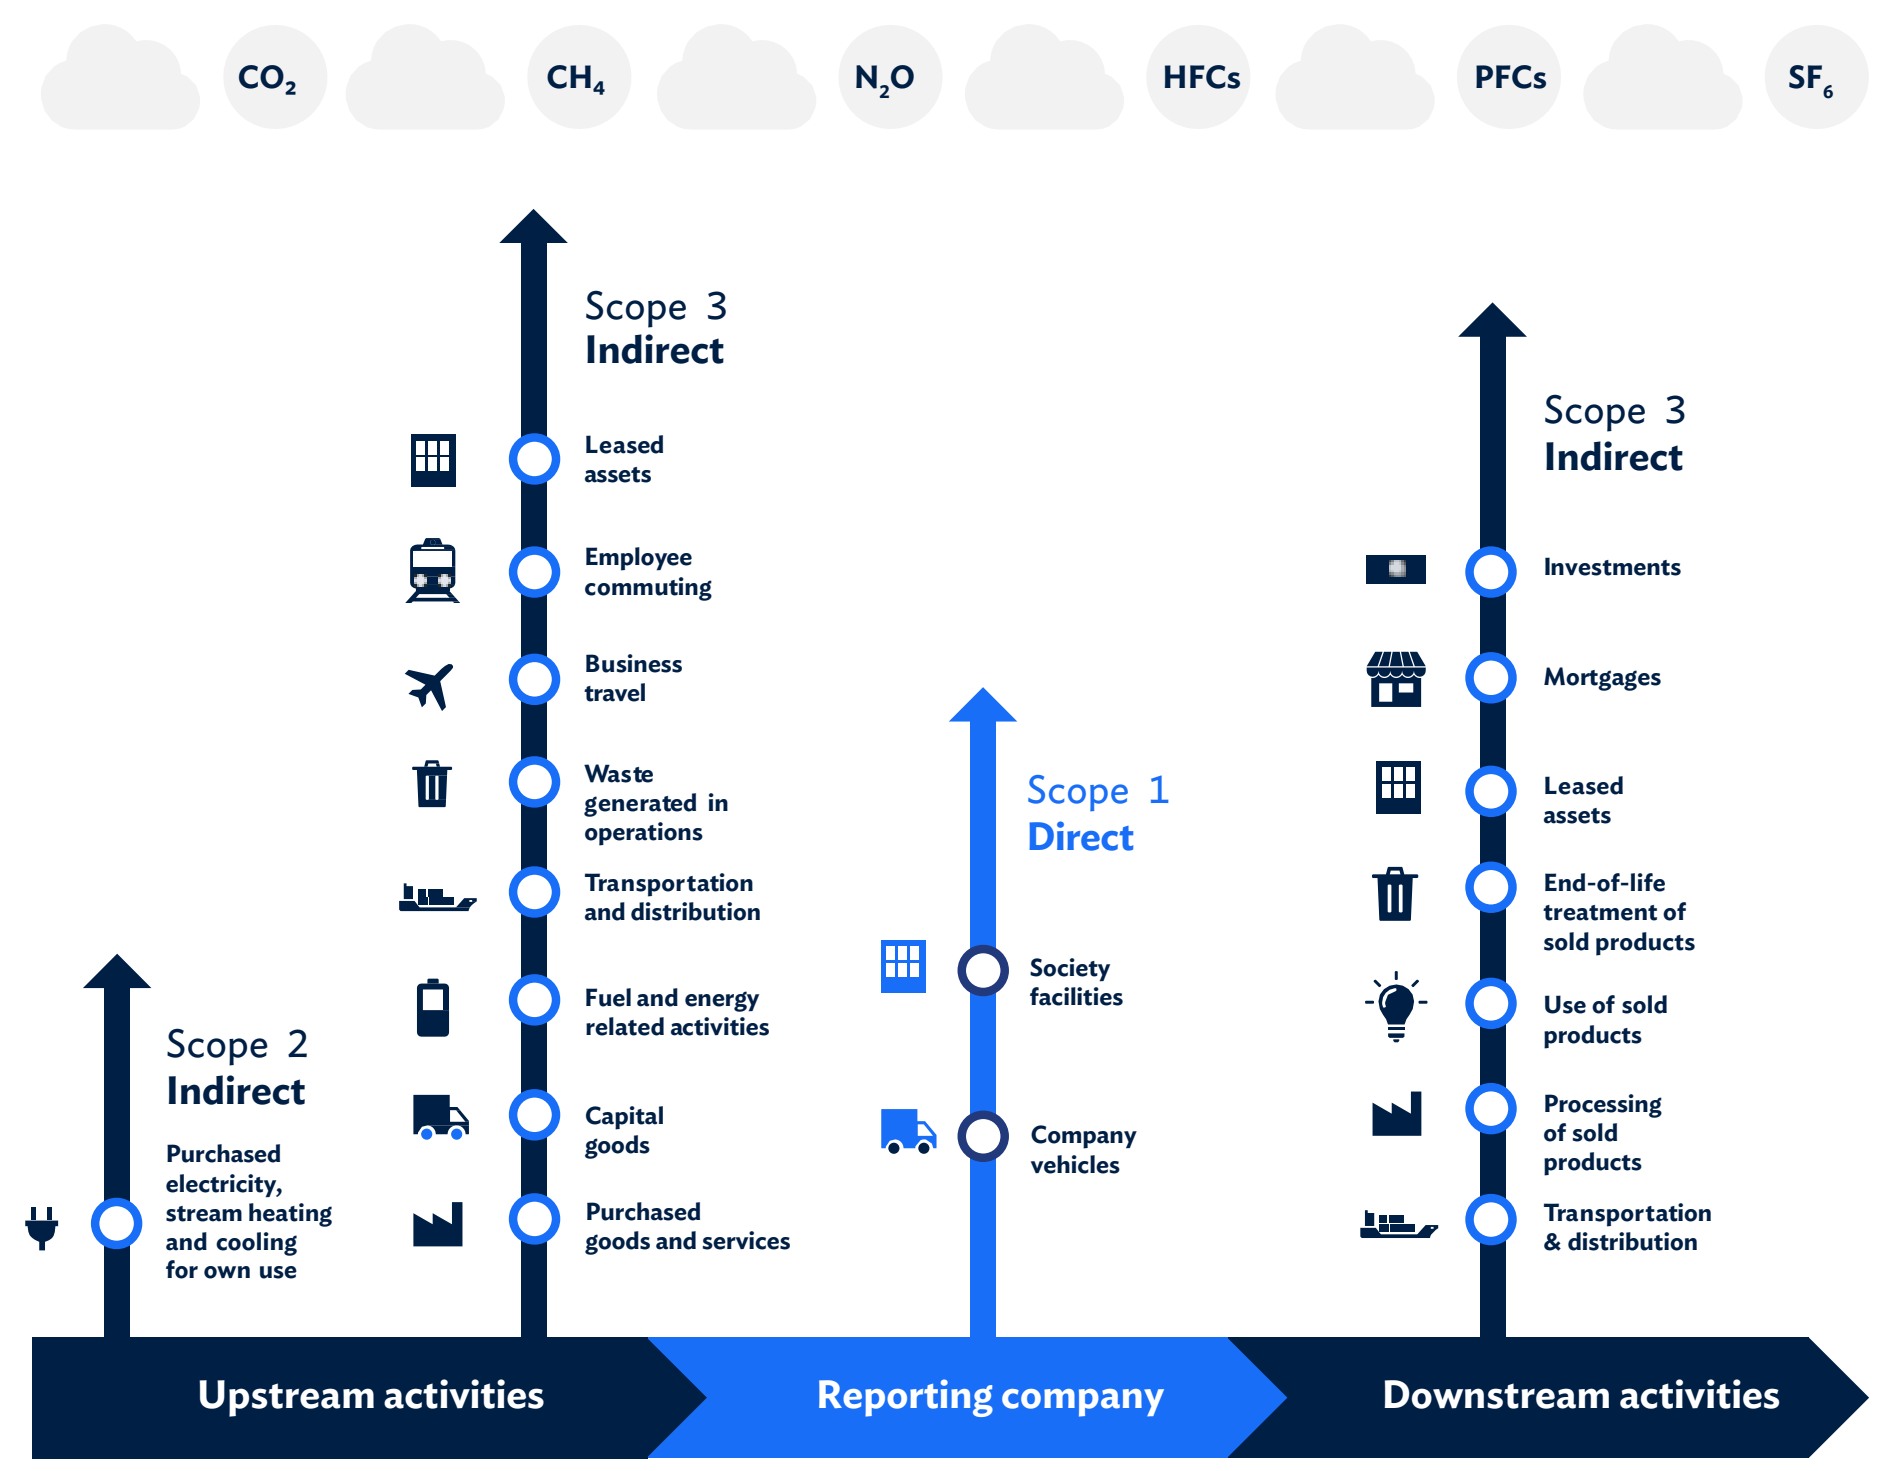 CO₂
CH₄
N₂O
HFCs
PFCs
SF₆
Scope 3
Indirect
Leased
assets
Employee
commuting
Business
travel
Waste
generated in
operations
Transportation
and distribution
Fuel and energy
related activities
Capital
goods
Purchased
goods and services
Scope 2
Indirect
Purchased
electricity,
stream heating
and cooling
for own use
Scope 1
Direct
Society
facilities
Company
vehicles
Scope 3
Indirect
Investments
Mortgages
Leased
assets
End-of-life
treatment of
sold products
Use of sold
products
Processing
of sold
products
Transportation
& distribution
Upstream activities
Reporting company
Downstream activities